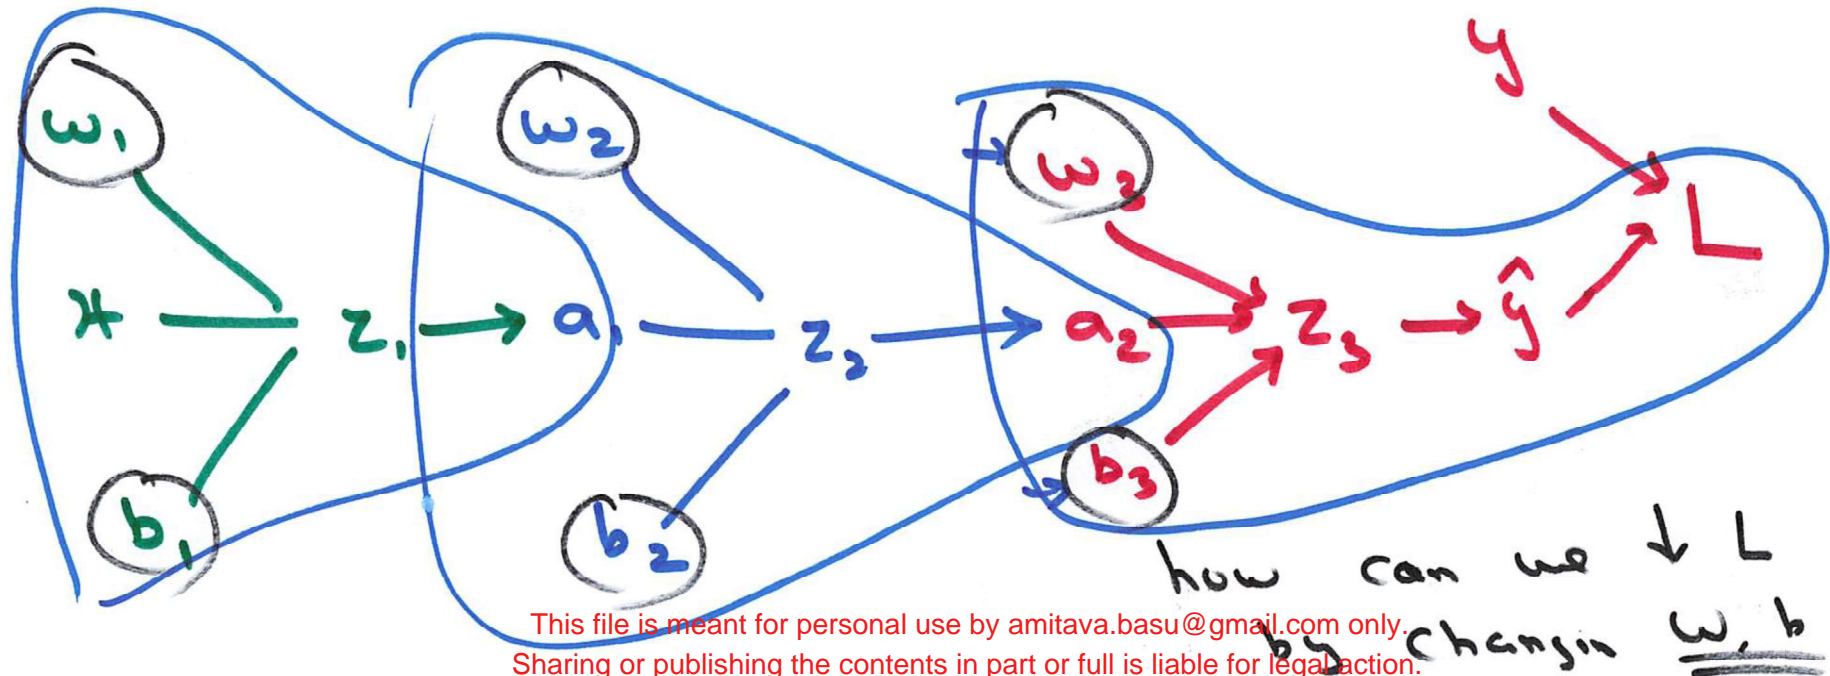 y
w₁ w₂ w₃
L
x z₁ a₁ z₂ a₂ z₃ ŷ
b₁ b₂ b₃
how can we ↓ L
by changin w, b
This file is meant for personal use by amitava.basu@gmail.com only.
Sharing or publishing the contents in part or full is liable for legal action.